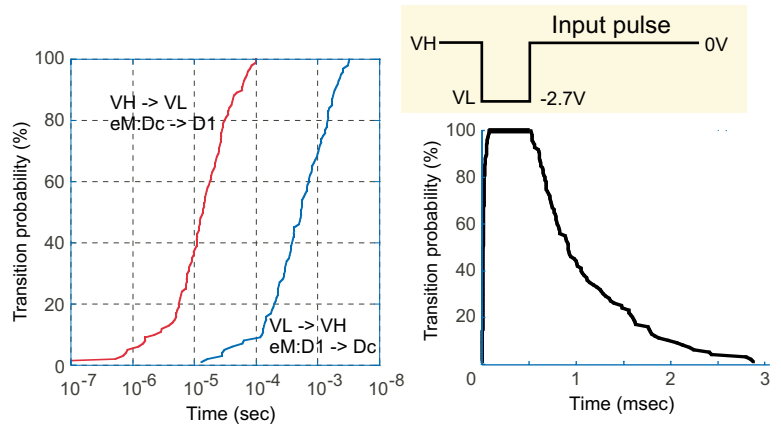 Input pulse
VH
0V
VL
-2.7V
Transition probability (%)
100
80
60
40
20
0
VH -> VL
eM:Dc -> D1
VL -> VH
eM:D1 -> Dc
10-7 10-6 10-5 10-4 10-3 10-8
Time (sec)
Transition probability (%)
100
80
60
40
20
0 1 2 3
Time (msec)